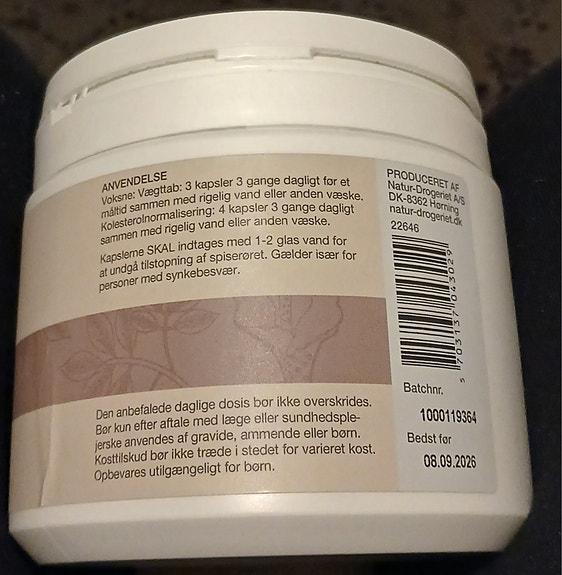 ANVENDELSE
Voksne: Vægttab: 3 kapsler 3 gange dagligt før et
måltid sammen med rigelig vand eller anden væske.
Kolesterolnormalisering: 4 kapsler 3 gange dagligt
sammen med rigelig vand eller anden væske.
Kapslerne SKAL indtages med 1-2 glas vand for
at undgå tilstopning af spiserøret. Gælder især for
personer med synkebesvær.
Den anbefalede daglige dosis bør ikke overskrides.
Bør kun efter aftale med læge eller sundhedsple-
jerske anvendes af gravide, ammende eller børn.
Kosttilskud bør ikke træde i stedet for varieret kost.
Opbevares utilgængeligt for børn.
PRODUCERET AF
Natur-Drogeriet A/S
DK-8362 Hørning
natur-drogeriet.dk
22646
5 703137 043029
Batchnr.
1000119364
Bedst før
08.09.2026